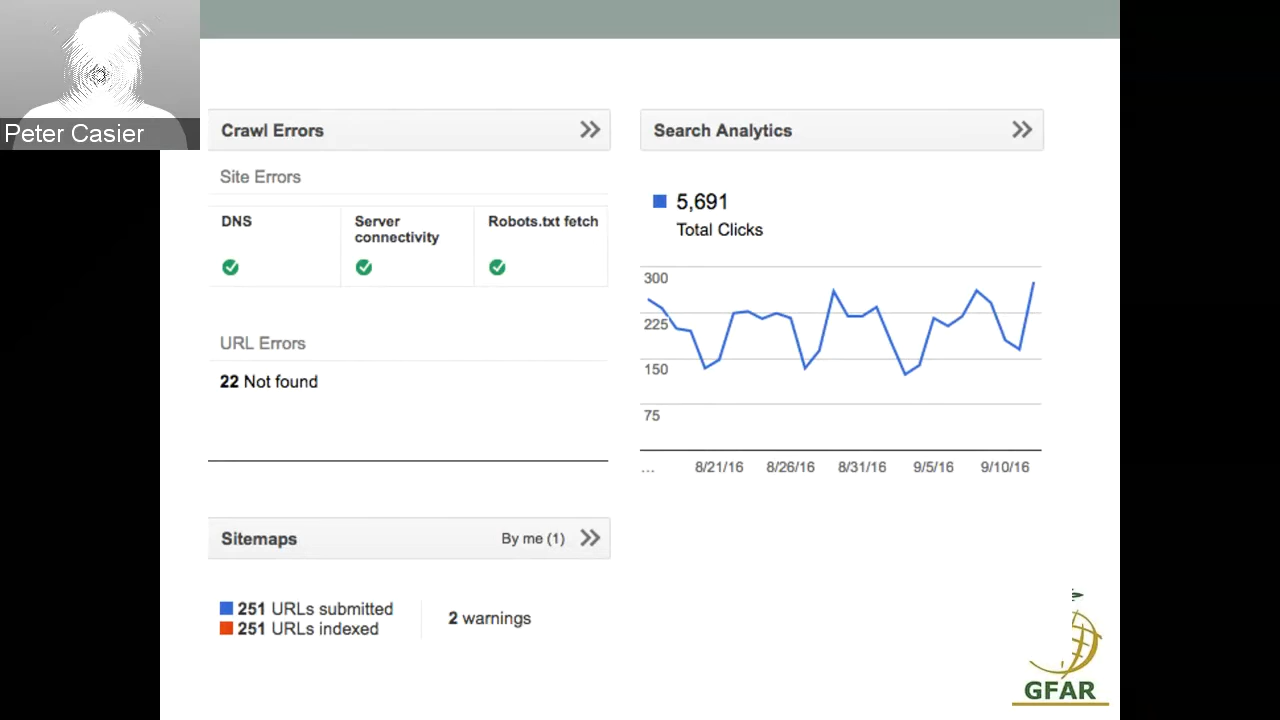 Peter Casier
Crawl Errors
Site Errors
DNS
Server
connectivity
Robots.txt fetch
URL Errors
22 Not found
Sitemaps
By me (1)
251 URLs submitted
251 URLs indexed
2 warnings
Search Analytics
5,691
Total Clicks
300
225
150
75
...
8/21/16
8/26/16
8/31/16
9/5/16
9/10/16
GFAR